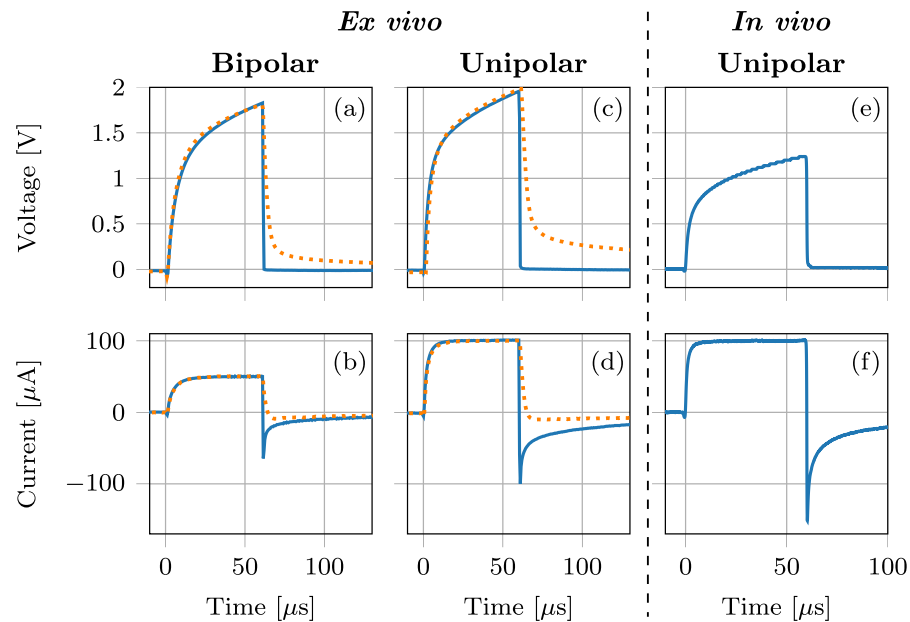 Ex vivo In vivo
Bipolar Unipolar Unipolar
Voltage [V]
2
1.5
1
0.5
0
(a) (c) (e)
Current [μA]
100
0
−100
(b) (d) (f)
0 50 100 0 50 100 0 50 100
Time [μs] Time [μs] Time [μs]